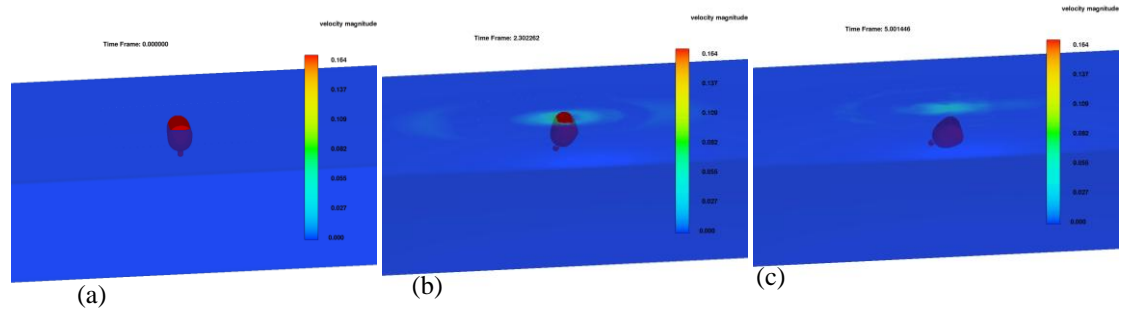 velocity magnitude
Time Frame: 0.000000
0.164
0.137
0.109
0.082
0.055
0.027
0.000
(a)
velocity magnitude
Time Frame: 2.302262
0.164
0.137
0.109
0.082
0.055
0.027
0.000
(b)
velocity magnitude
Time Frame: 5.001446
0.164
0.137
0.109
0.082
0.055
0.027
0.000
(c)